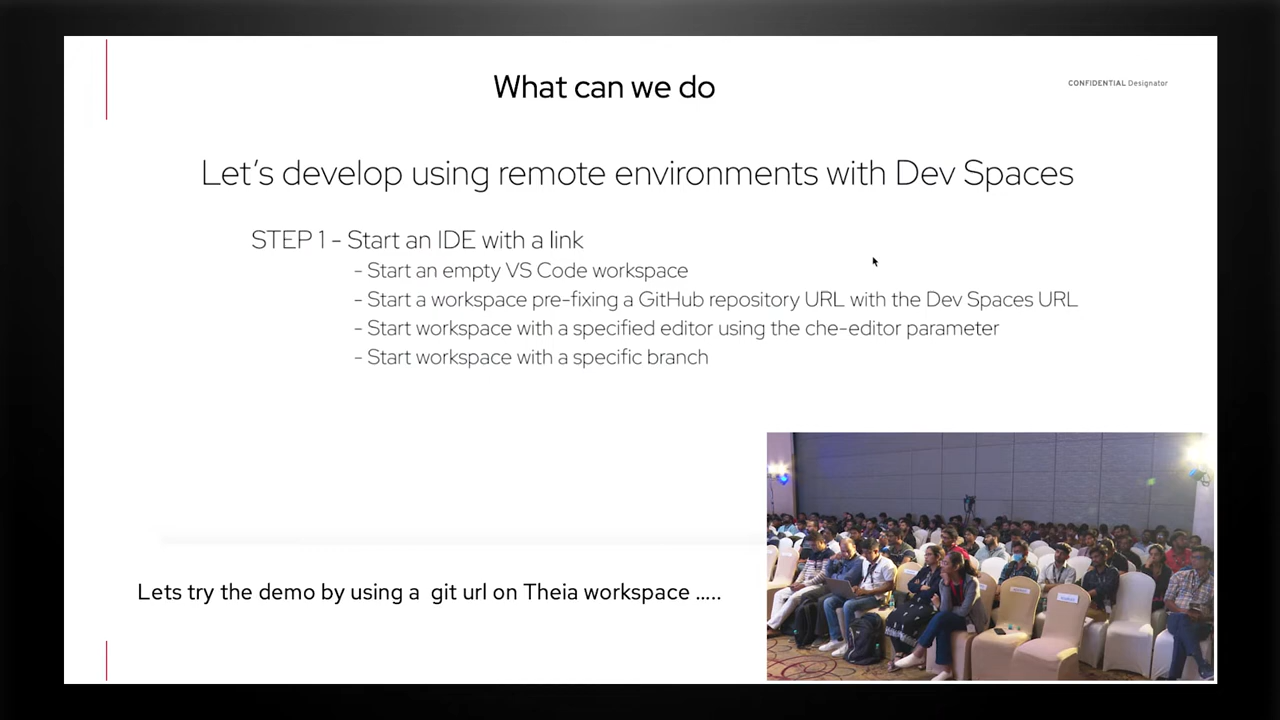 What can we do
CONFIDENTIAL Designator
Let's develop using remote environments with Dev Spaces
STEP 1 - Start an IDE with a link
- Start an empty VS Code workspace
- Start a workspace pre-fixing a GitHub repository URL with the Dev Spaces URL
- Start workspace with a specified editor using the che-editor parameter
- Start workspace with a specific branch
Lets try the demo by using a git url on Theia workspace .....